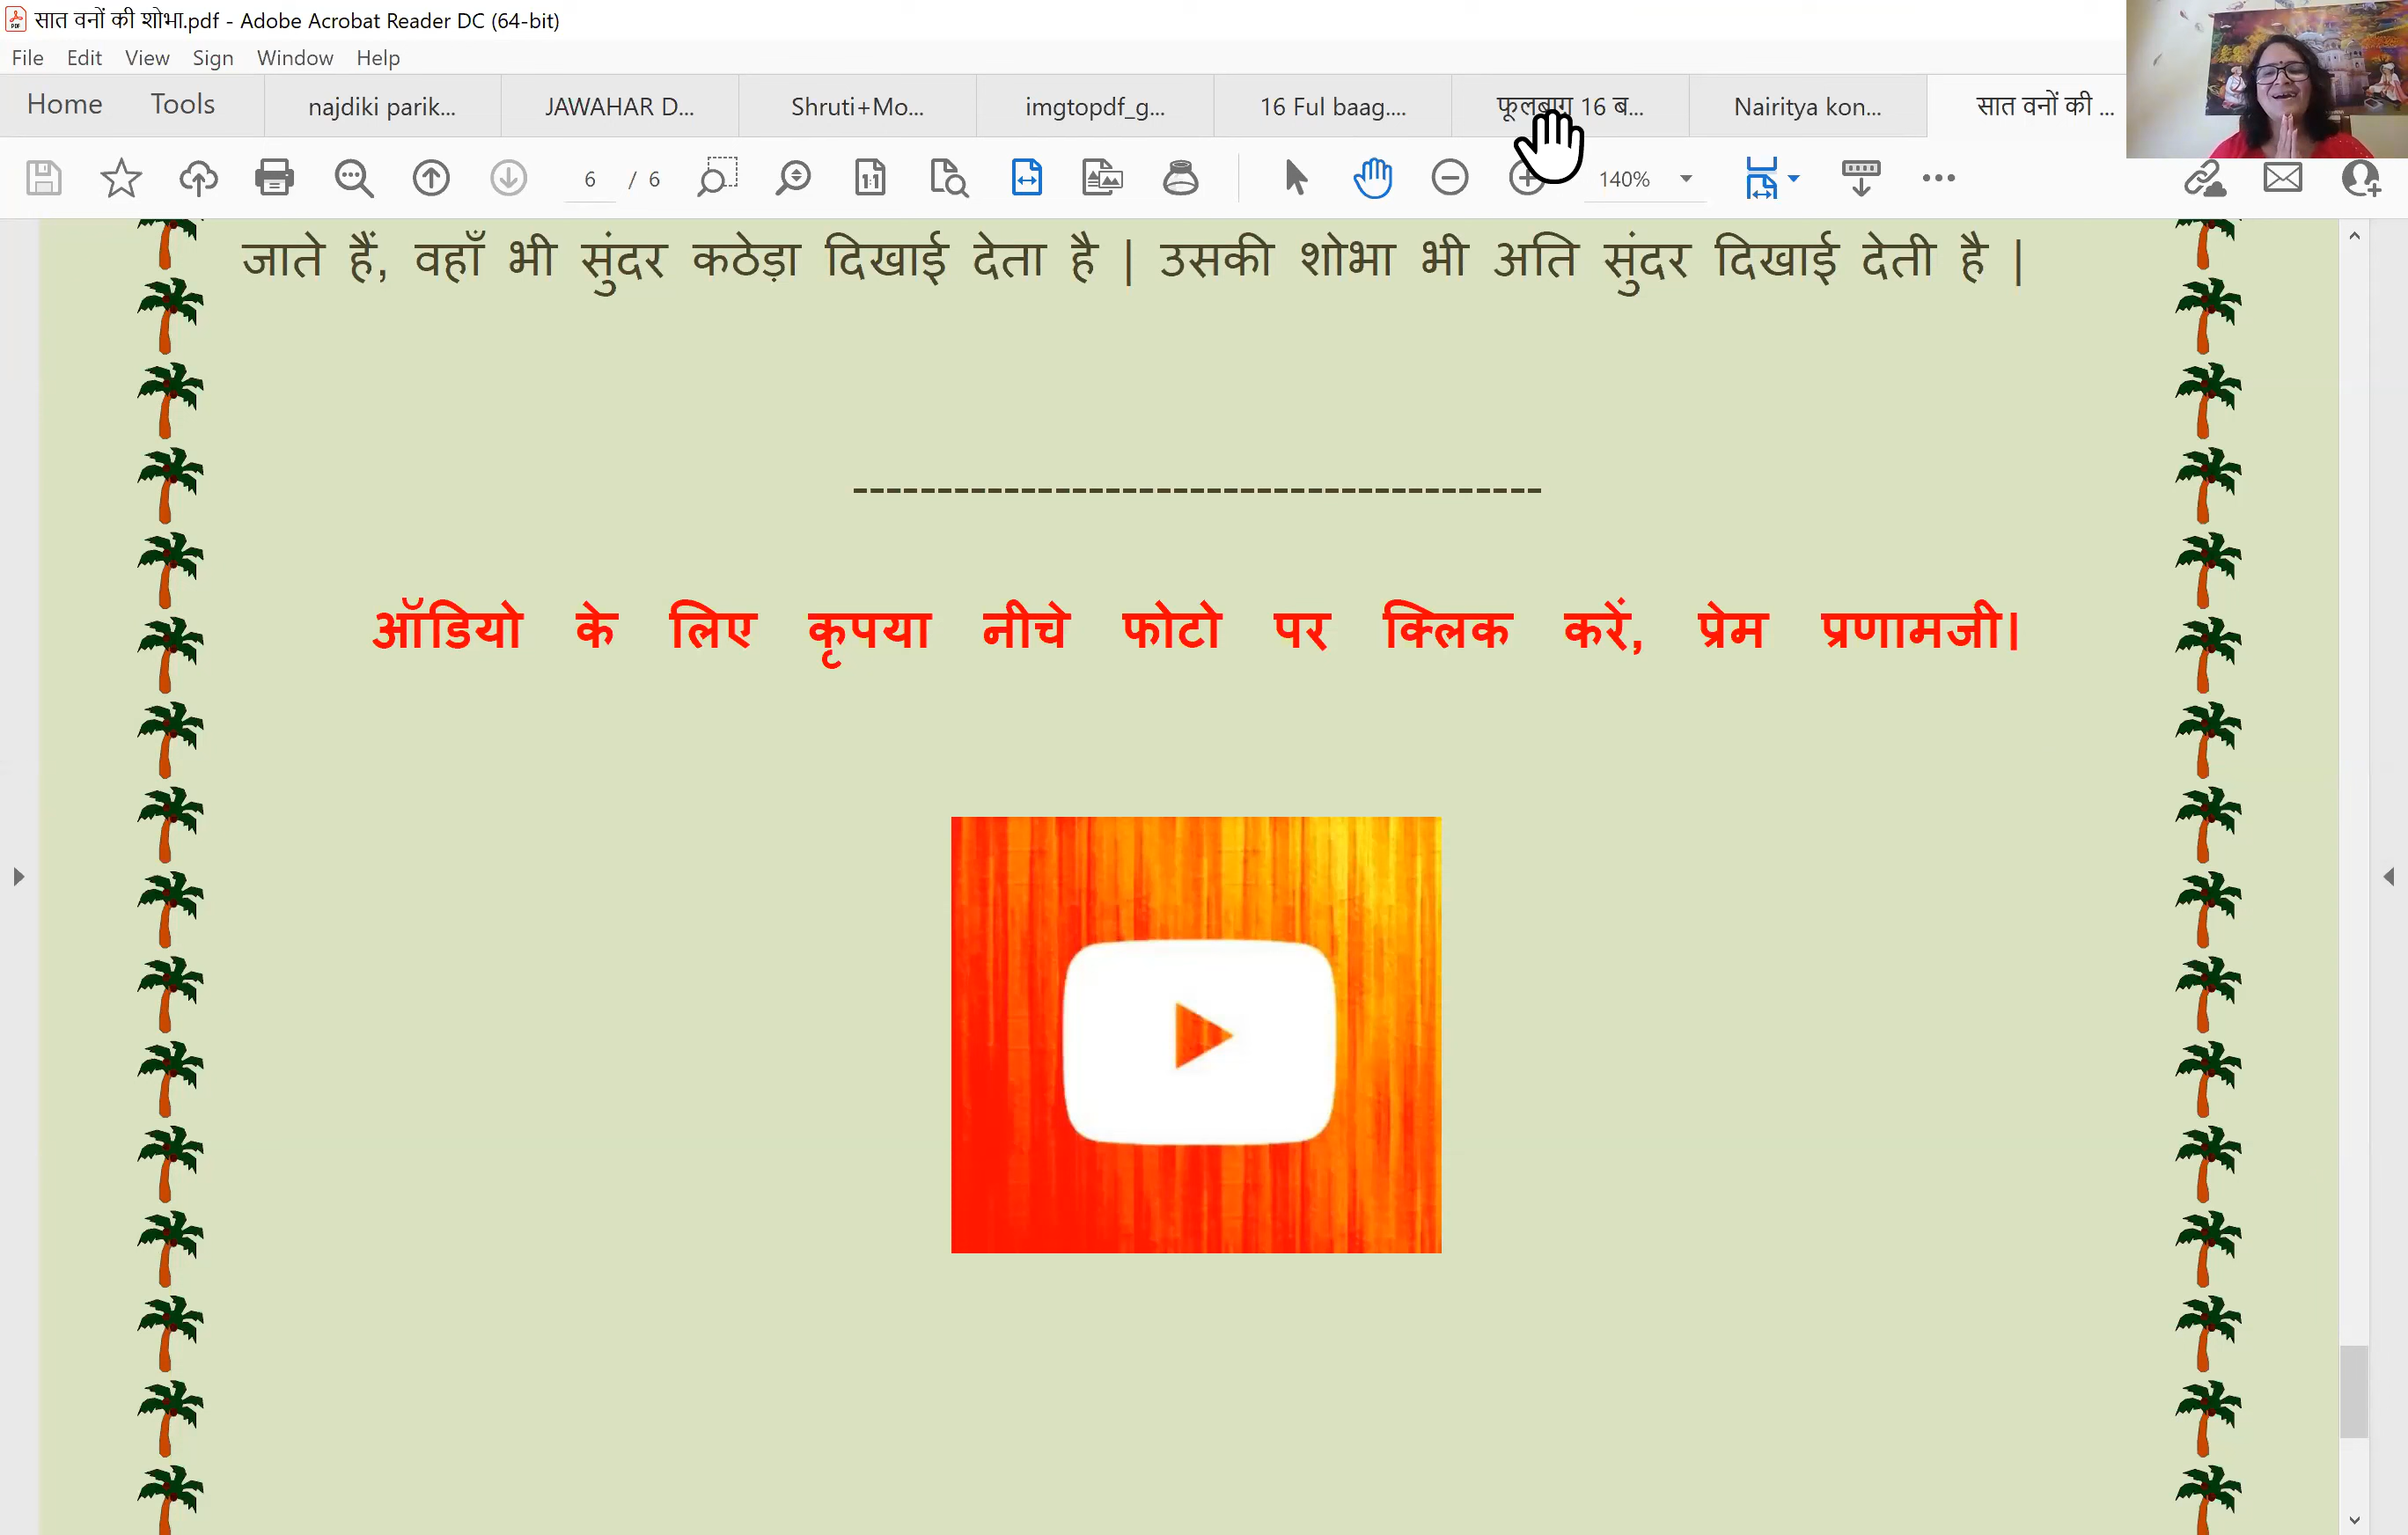 सात वनों की शोभा.pdf - Adobe Acrobat Reader DC (64-bit)
File Edit View Sign Window Help
Home Tools najdiki parik... JAWAHAR D... Shruti+Mo... imgtopdf_g... 16 Ful baag.... फूलबाग़ 16 ब... Nairitya kon... सात वनों की ...
6 / 6 140%
जाते हैं, वहाँ भी सुंदर कठेड़ा दिखाई देता है | उसकी शोभा भी अति सुंदर दिखाई देती है |
----------------------------------------
ऑडियो के लिए कृपया नीचे फोटो पर क्लिक करें, प्रेम प्रणामजी।